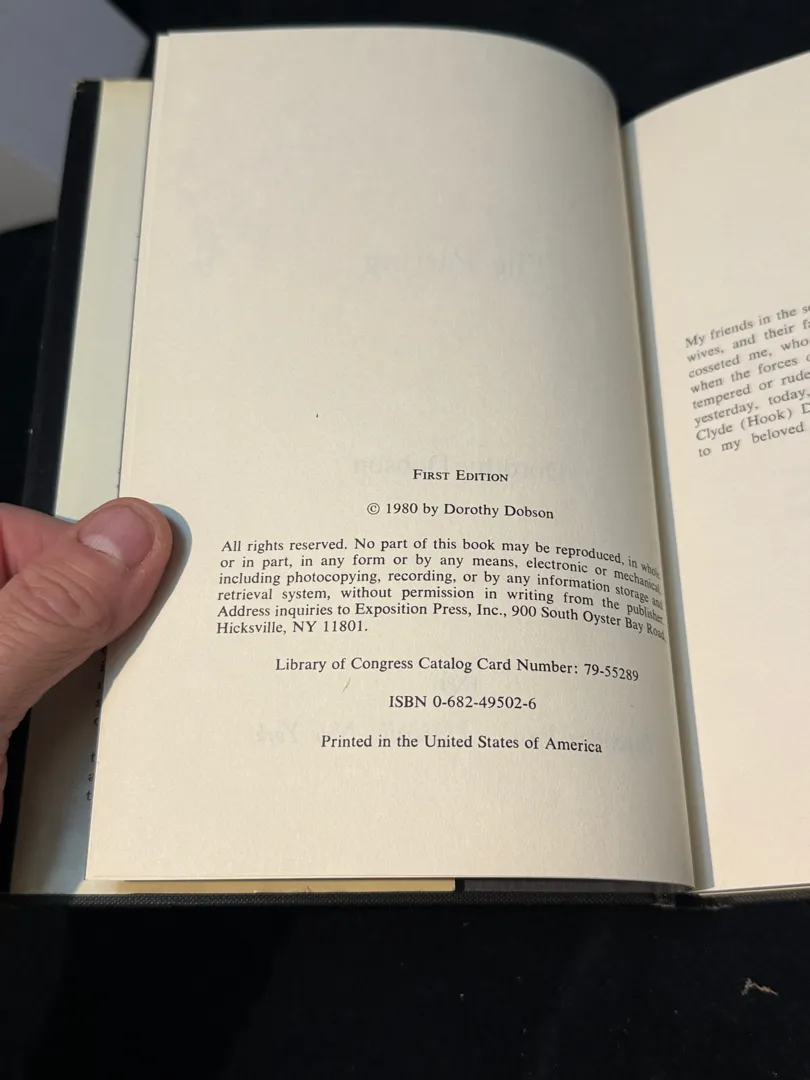 FIRST EDITION
© 1980 by Dorothy Dobson
All rights reserved. No part of this book may be reproduced, in whole
or in part, in any form or by any means, electronic or mechanical,
including photocopying, recording, or by any information storage and
retrieval system, without permission in writing from the publisher.
Address inquiries to Exposition Press, Inc., 900 South Oyster Bay Road,
Hicksville, NY 11801.
Library of Congress Catalog Card Number: 79-55289
ISBN 0-682-49502-6
Printed in the United States of America
My friends in the
wives, and their
cosseted me, who
when the forces
tempered or rude
yesterday, today,
Clyde (Hook)
to my beloved